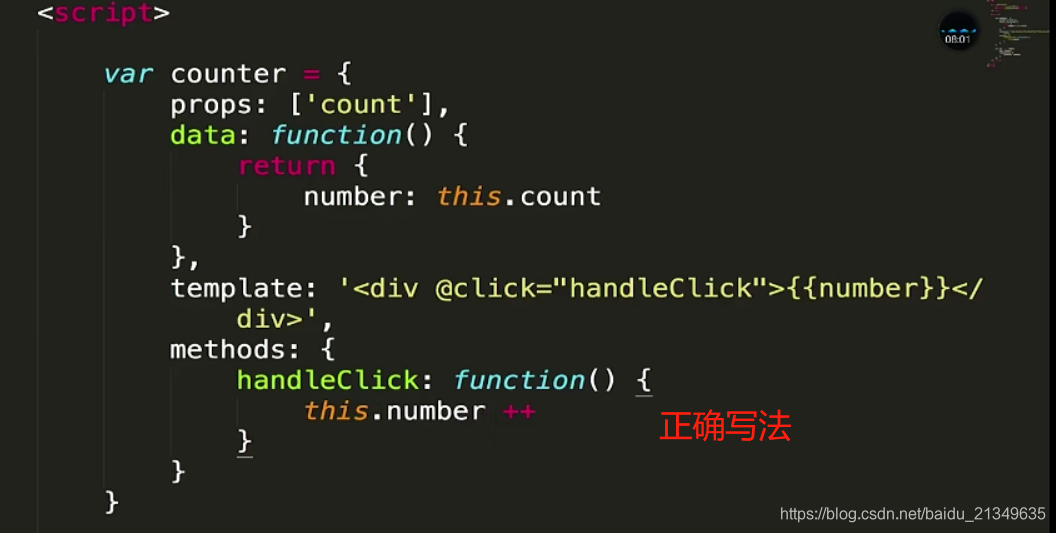 <script>
var counter = {
props: ['count'],
data: function() {
return {
number: this.count
}
},
template: '<div @click="handleClick">{{number}}</
div>',
methods: {
handleClick: function() {
this.number ++
}
}
}
正确写法
08:01
https://blog.csdn.net/baidu_21349635